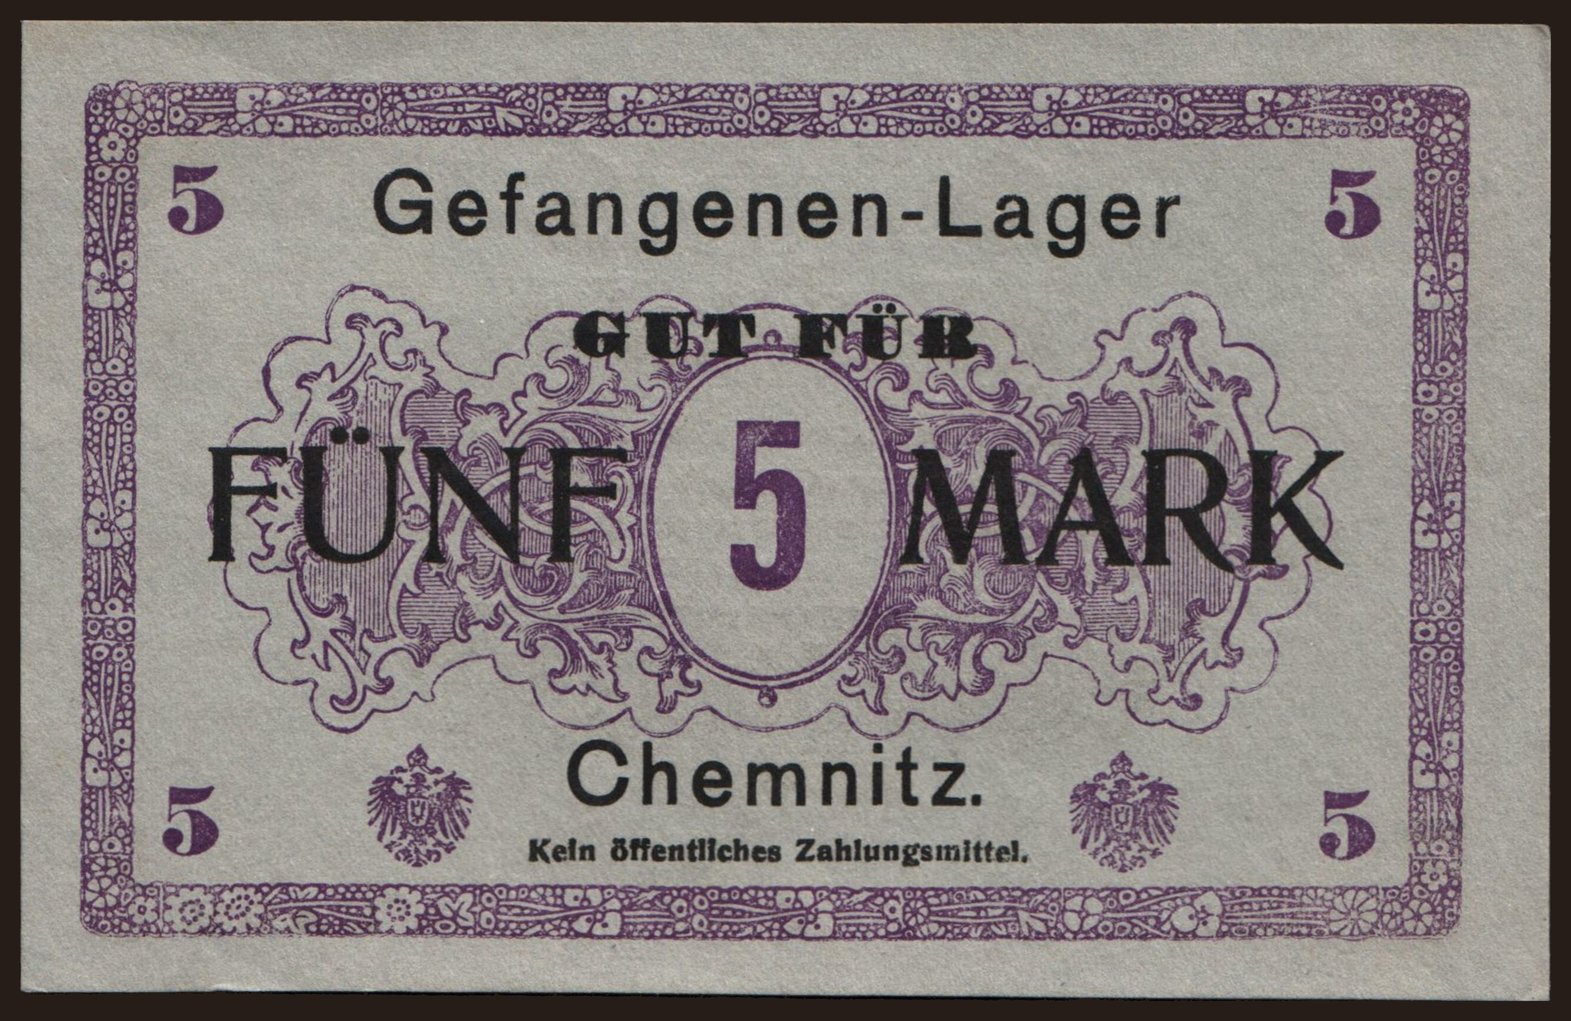 5 Gefangenen-Lager 5
GUT FÜR
FÜNF 5 MARK
Chemnitz.
5 5
Kein öffentliches Zahlungsmittel.